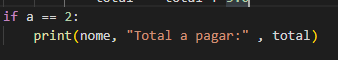 if a == 2:
    print(nome, "Total a pagar:" , total)